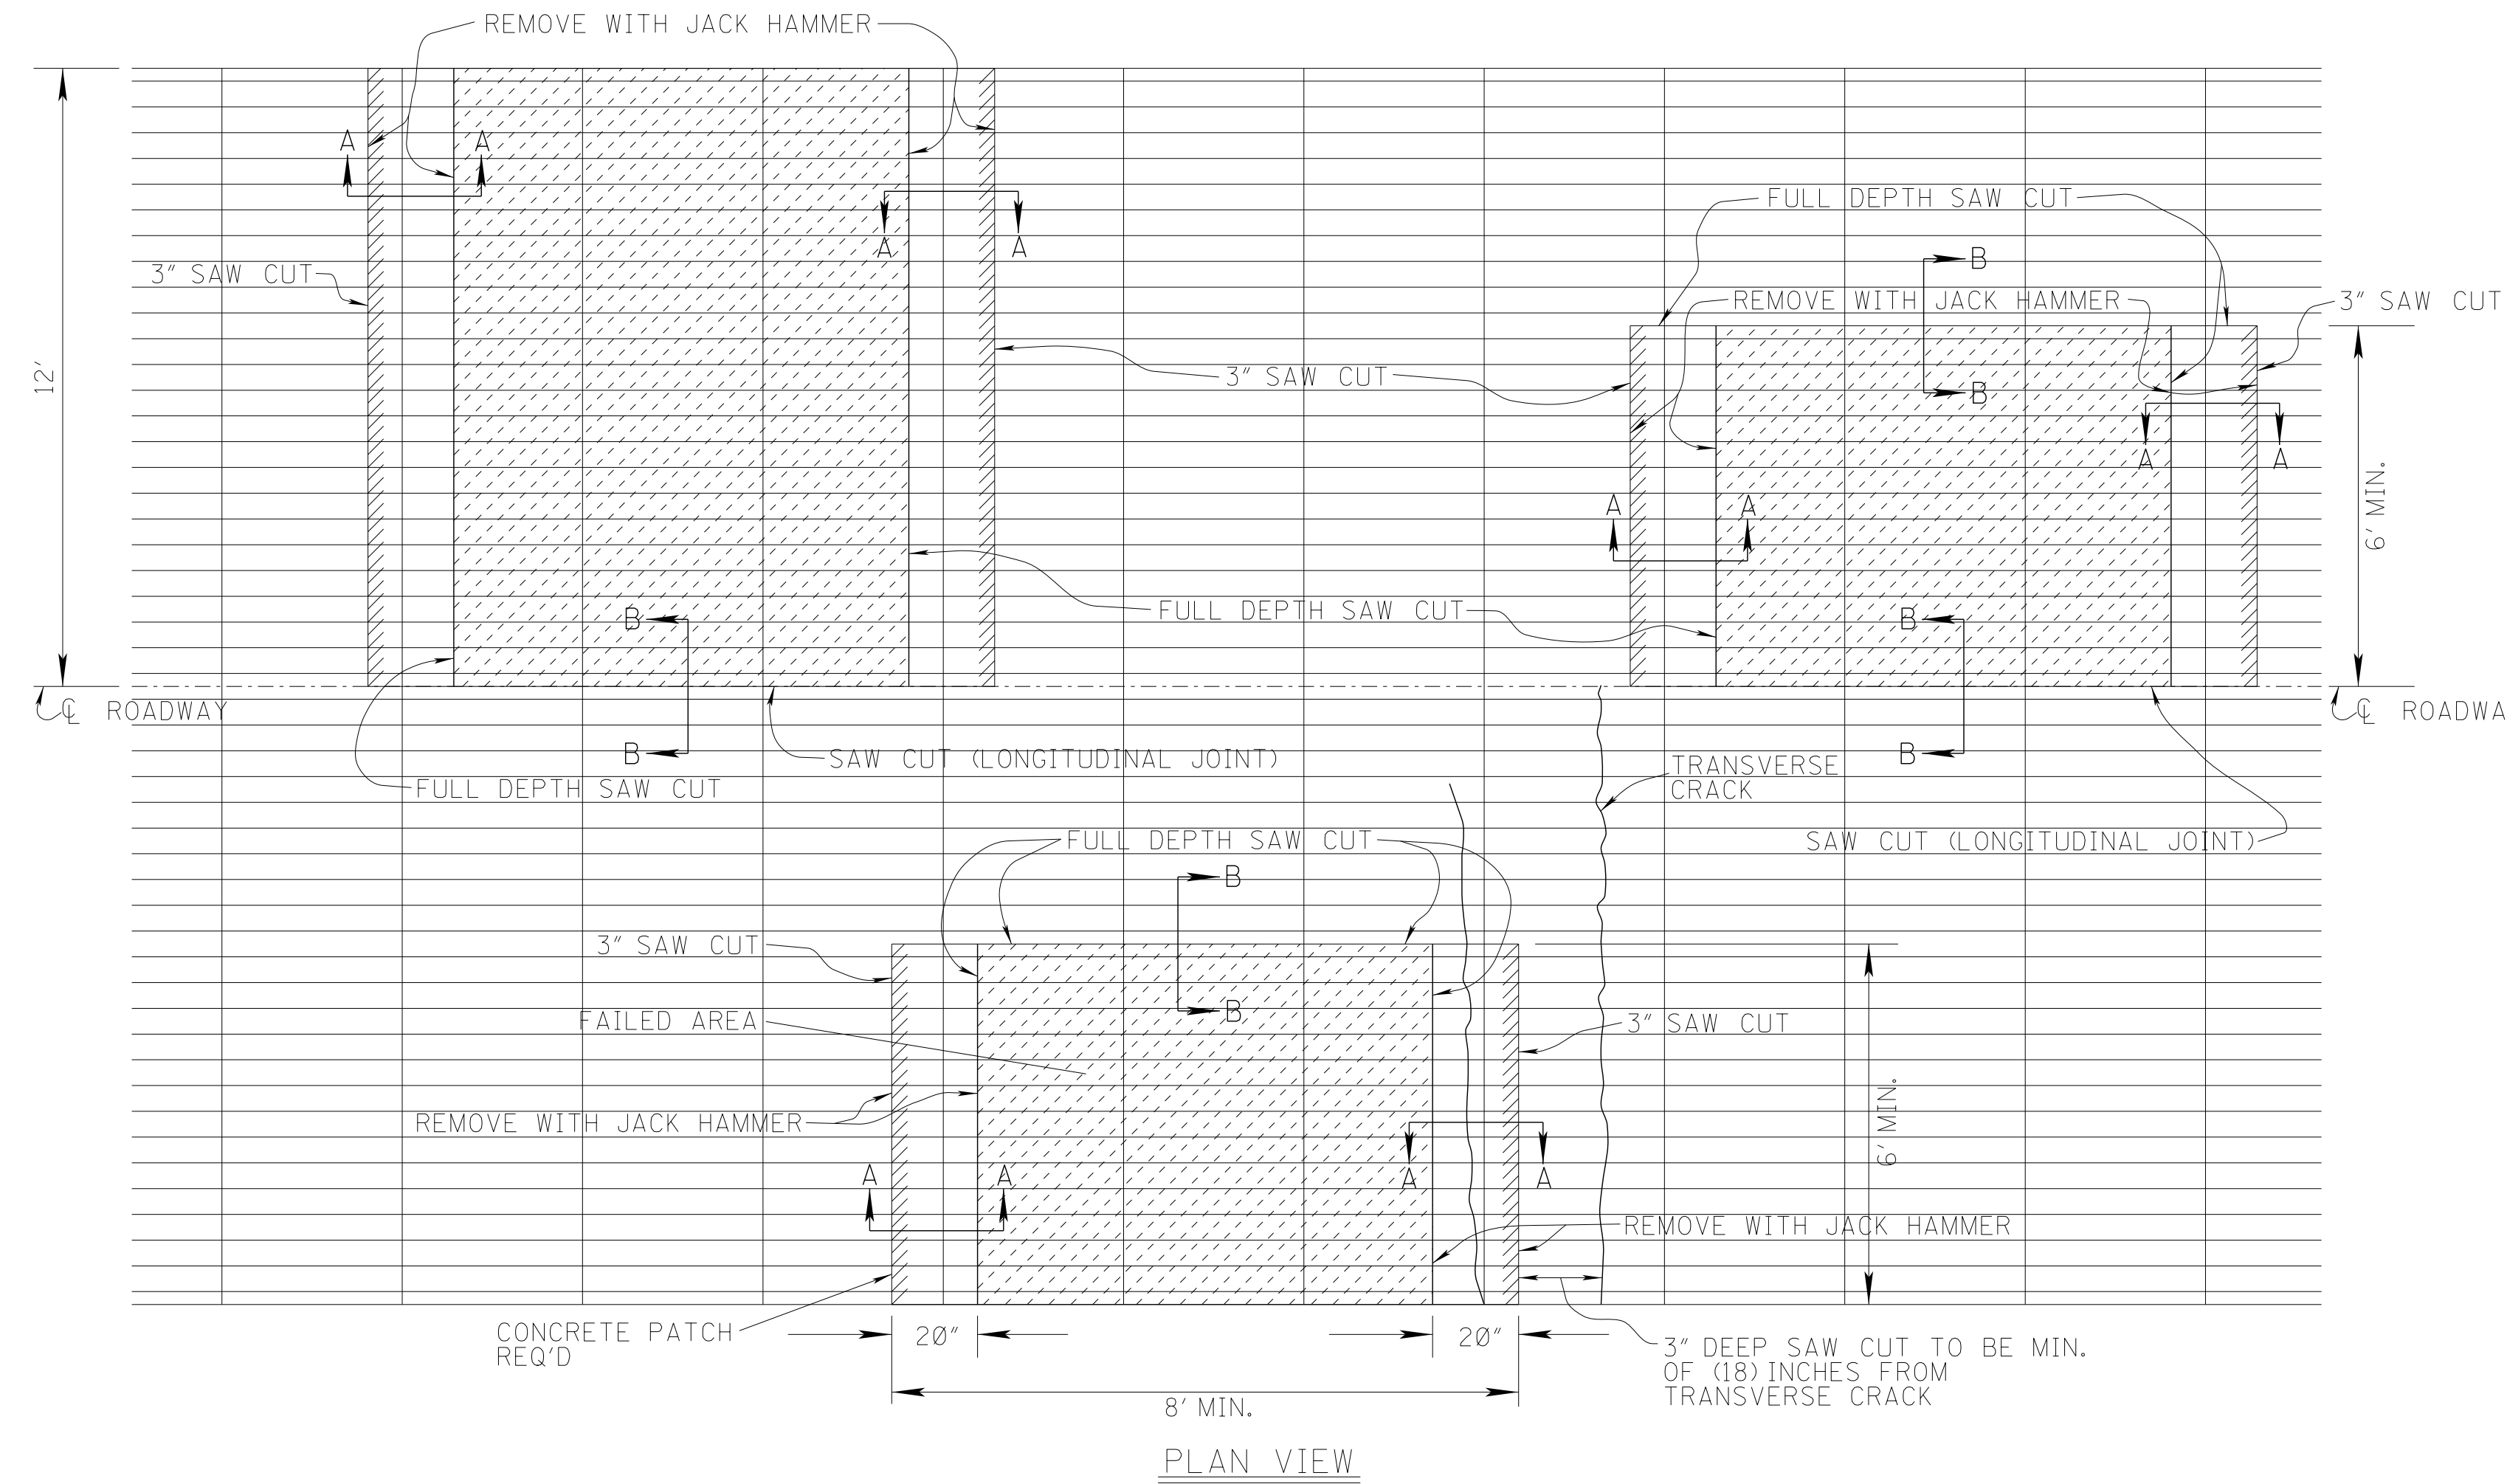 REMOVE WITH JACK HAMMER
A
A
A
A
FULL DEPTH SAW CUT
B
3" SAW CUT
REMOVE WITH JACK HAMMER
3" SAW CUT
12'
3" SAW CUT
B
A
A
6' MIN.
A
A
B
FULL DEPTH SAW CUT
B
℄ ROADWAY
℄ ROADWA
B
SAW CUT (LONGITUDINAL JOINT)
B
TRANSVERSE
CRACK
FULL DEPTH SAW CUT
FULL DEPTH SAW CUT
SAW CUT (LONGITUDINAL JOINT)
B
3" SAW CUT
FAILED AREA
B
3" SAW CUT
REMOVE WITH JACK HAMMER
6' MIN.
A
A
A
A
REMOVE WITH JACK HAMMER
CONCRETE PATCH
REQ'D
20"
20"
3" DEEP SAW CUT TO BE MIN.
OF (18) INCHES FROM
TRANSVERSE CRACK
8' MIN.
PLAN VIEW